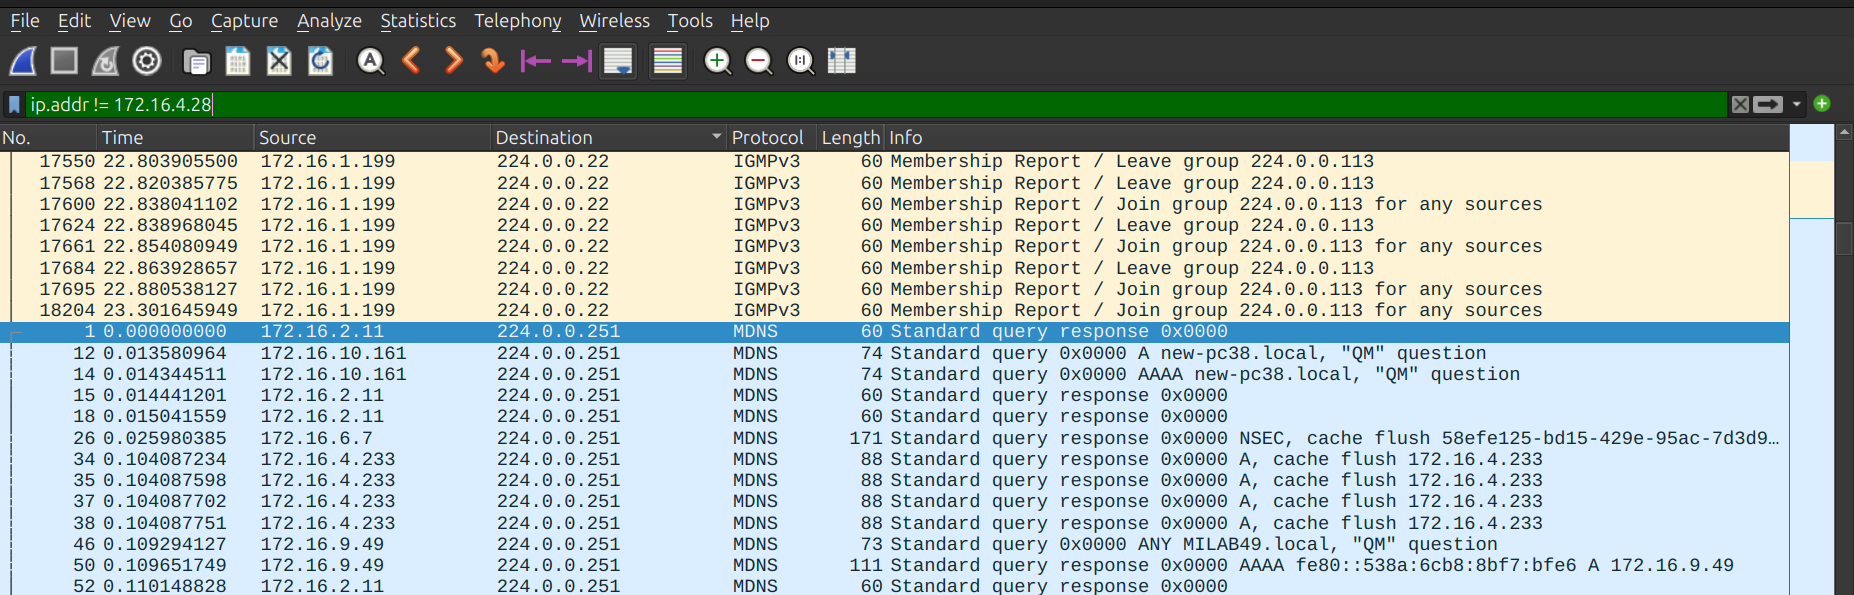 File Edit View Go Capture Analyze Statistics Telephony Wireless Tools Help
ip.addr != 172.16.4.28
No. Time Source Destination Protocol Length Info
17550 22.803905500 172.16.1.199 224.0.0.22 IGMPv3 60 Membership Report / Leave group 224.0.0.113
17568 22.820385775 172.16.1.199 224.0.0.22 IGMPv3 60 Membership Report / Leave group 224.0.0.113
17600 22.838041102 172.16.1.199 224.0.0.22 IGMPv3 60 Membership Report / Join group 224.0.0.113 for any sources
17624 22.838968045 172.16.1.199 224.0.0.22 IGMPv3 60 Membership Report / Leave group 224.0.0.113
17661 22.854080949 172.16.1.199 224.0.0.22 IGMPv3 60 Membership Report / Join group 224.0.0.113 for any sources
17684 22.863928657 172.16.1.199 224.0.0.22 IGMPv3 60 Membership Report / Leave group 224.0.0.113
17695 22.880538127 172.16.1.199 224.0.0.22 IGMPv3 60 Membership Report / Join group 224.0.0.113 for any sources
18204 23.301645949 172.16.1.199 224.0.0.22 IGMPv3 60 Membership Report / Join group 224.0.0.113 for any sources
1 0.000000000 172.16.2.11 224.0.0.251 MDNS 60 Standard query response 0x0000
12 0.013580964 172.16.10.161 224.0.0.251 MDNS 74 Standard query 0x0000 A new-pc38.local, "QM" question
14 0.014344511 172.16.10.161 224.0.0.251 MDNS 74 Standard query 0x0000 AAAA new-pc38.local, "QM" question
15 0.014441201 172.16.2.11 224.0.0.251 MDNS 60 Standard query response 0x0000
18 0.015041559 172.16.2.11 224.0.0.251 MDNS 60 Standard query response 0x0000
26 0.025980385 172.16.6.7 224.0.0.251 MDNS 171 Standard query response 0x0000 NSEC, cache flush 58efe125-bd15-429e-95ac-7d3d9…
34 0.104087234 172.16.4.233 224.0.0.251 MDNS 88 Standard query response 0x0000 A, cache flush 172.16.4.233
35 0.104087598 172.16.4.233 224.0.0.251 MDNS 88 Standard query response 0x0000 A, cache flush 172.16.4.233
37 0.104087702 172.16.4.233 224.0.0.251 MDNS 88 Standard query response 0x0000 A, cache flush 172.16.4.233
38 0.104087751 172.16.4.233 224.0.0.251 MDNS 88 Standard query response 0x0000 A, cache flush 172.16.4.233
46 0.109294127 172.16.9.49 224.0.0.251 MDNS 73 Standard query 0x0000 ANY MILAB49.local, "QM" question
50 0.109651749 172.16.9.49 224.0.0.251 MDNS 111 Standard query response 0x0000 AAAA fe80::538a:6cb8:8bf7:bfe6 A 172.16.9.49
52 0.110148828 172.16.2.11 224.0.0.251 MDNS 60 Standard query response 0x0000